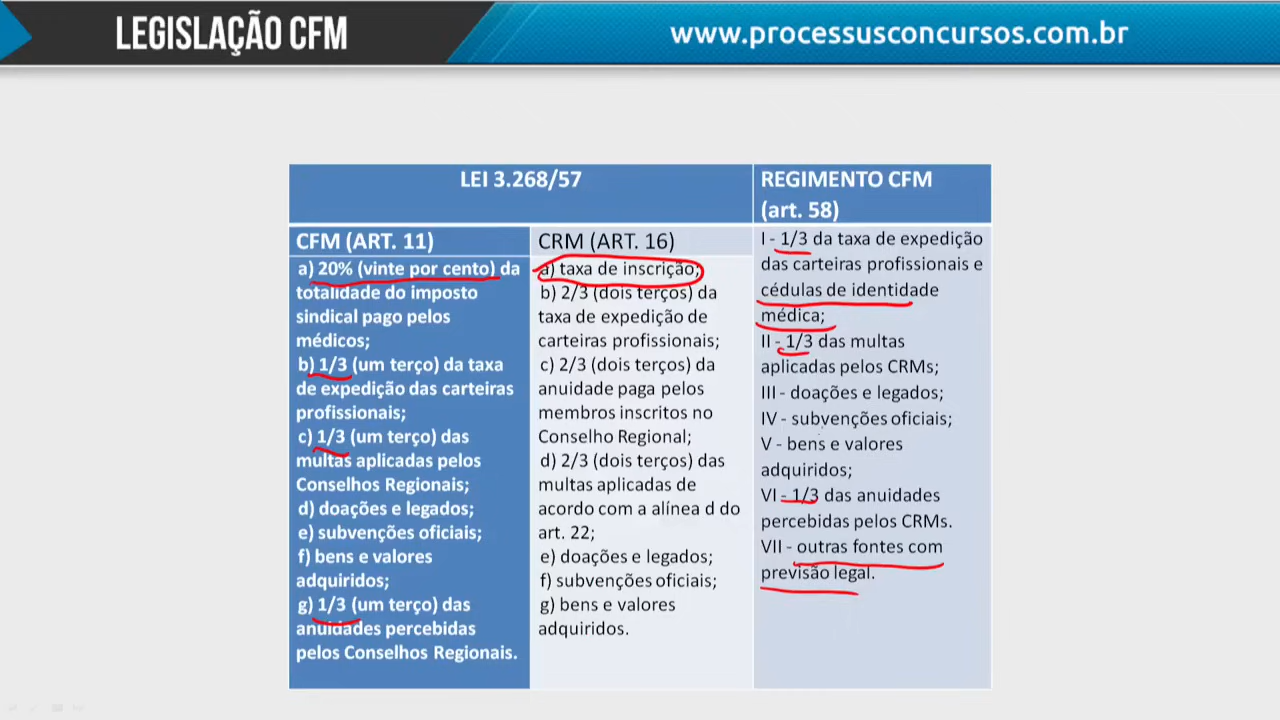 LEGISLAÇÃO CFM
www.processusconcursos.com.br
LEI 3.268/57
REGIMENTO CFM
(art. 58)
CFM (ART. 11)
a) 20% (vinte por cento) da
totalidade do imposto
sindical pago pelos
médicos;
b) 1/3 (um terço) da taxa
de expedição das carteiras
profissionais;
c) 1/3 (um terço) das
multas aplicadas pelos
Conselhos Regionais;
d) doações e legados;
e) subvenções oficiais;
f) bens e valores
adquiridos;
g) 1/3 (um terço) das
anuidades percebidas
pelos Conselhos Regionais.
CRM (ART. 16)
a) taxa de inscrição;
b) 2/3 (dois terços) da
taxa de expedição de
carteiras profissionais;
c) 2/3 (dois terços) da
anuidade paga pelos
membros inscritos no
Conselho Regional;
d) 2/3 (dois terços) das
multas aplicadas de
acordo com a alínea d do
art. 22;
e) doações e legados;
f) subvenções oficiais;
g) bens e valores
adquiridos.
I - 1/3 da taxa de expedição
das carteiras profissionais e
cédulas de identidade
médica;
II - 1/3 das multas
aplicadas pelos CRMs;
III - doações e legados;
IV - subvenções oficiais;
V - bens e valores
adquiridos;
VI - 1/3 das anuidades
percebidas pelos CRMs.
VII - outras fontes com
previsão legal.